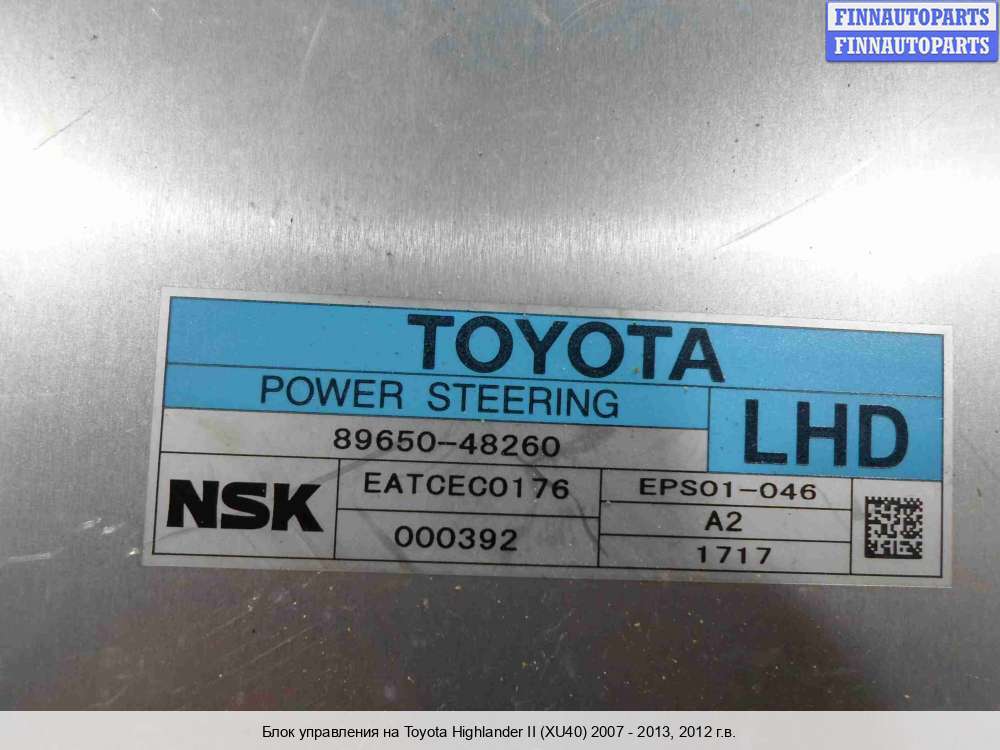 FINNAUTOPARTS
FINNAUTOPARTS
TOYOTA
POWER STEERING
LHD
89650-48260
NSK
EATCEC0176
EPS01-046
A2
000392
1717
Блок управления на Toyota Highlander II (XU40) 2007 - 2013, 2012 г.в.